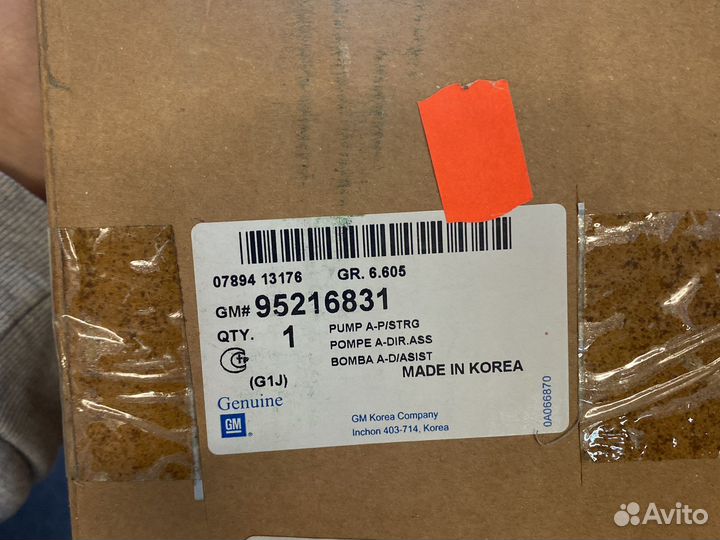 07894 13176 GR. 6.605
GM# 95216831
QTY. 1
PUMP A-P/STRG
POMPE A-DIR.ASS
BOMBA A-D/ASIST
MADE IN KOREA
(G1J)
Genuine
GM
GM Korea Company
Inchon 403-714, Korea
0A066870
Avito